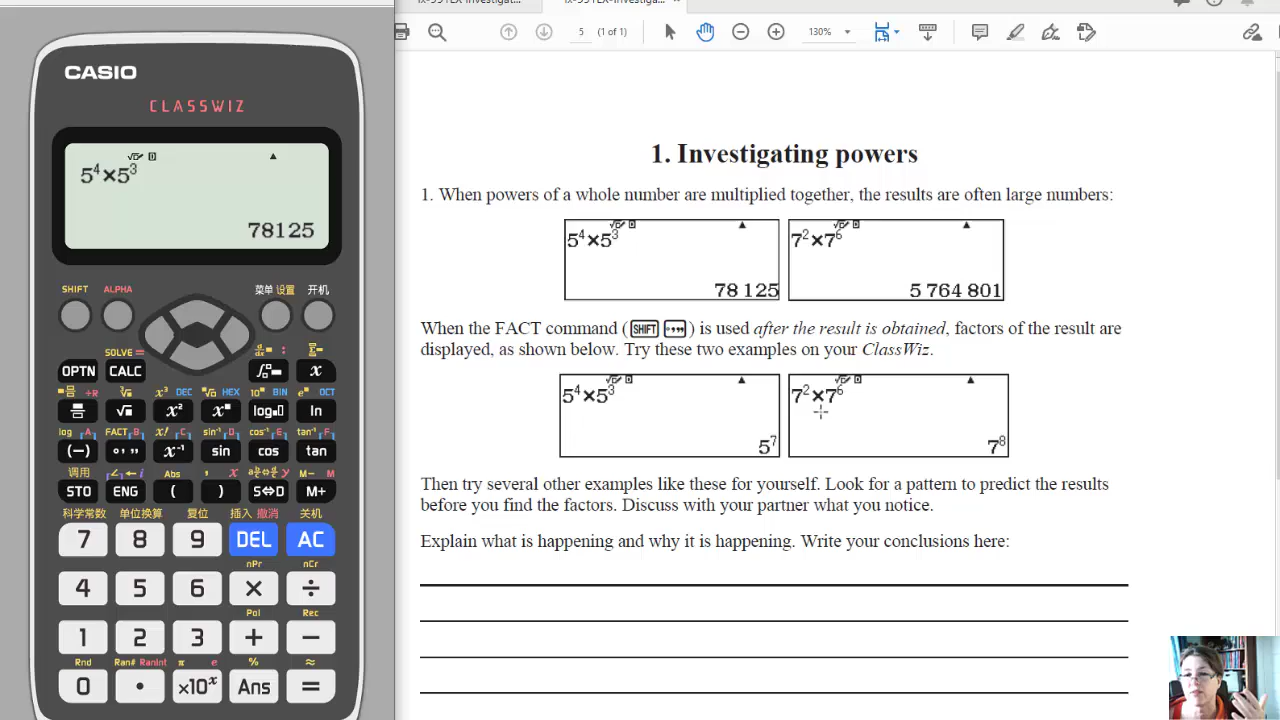 5 (1 of 1) 130%
CASIO
CLASSWIZ
5⁴×5³
78125
SHIFT ALPHA 菜单 设置 开机
SOLVE = : Σ
OPTN CALC x
÷R x³ DEC HEX 10■ BIN e■ OCT
√■ x² x■ log ln
log A FACT B x! C sin⁻¹ D cos⁻¹ E tan⁻¹ F
(−) x⁻¹ sin cos tan
调用 ∠ ← i Abs , x y M− M
STO ENG ( ) S⇔D M+
科学常数 单位换算 复位 插入 撤消 关机
7 8 9 DEL AC
nPr nCr
4 5 6 × ÷
Pol Rec
1 2 3 + −
Rnd Ran# RanInt π e % ≈
0 • ×10ˣ Ans =
1. Investigating powers
1. When powers of a whole number are multiplied together, the results are often large numbers:
5⁴×5³ 7²×7⁶
78 125 5 764 801
When the FACT command (SHIFT °,,,) is used after the result is obtained, factors of the result are
displayed, as shown below. Try these two examples on your ClassWiz.
5⁴×5³ 7²×7⁶
5⁷ 7⁸
Then try several other examples like these for yourself. Look for a pattern to predict the results
before you find the factors. Discuss with your partner what you notice.
Explain what is happening and why it is happening. Write your conclusions here: